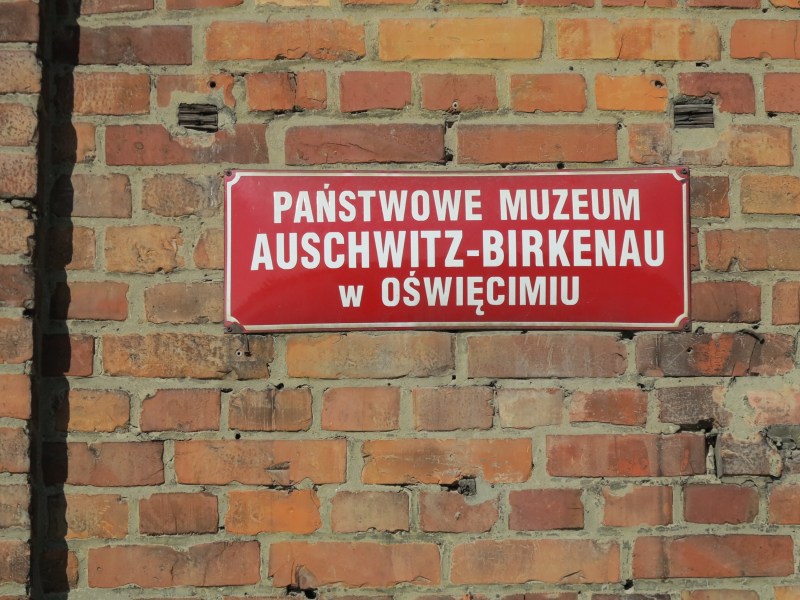 PAŃSTWOWE MUZEUM
AUSCHWITZ-BIRKENAU
w OŚWIĘCIMIU